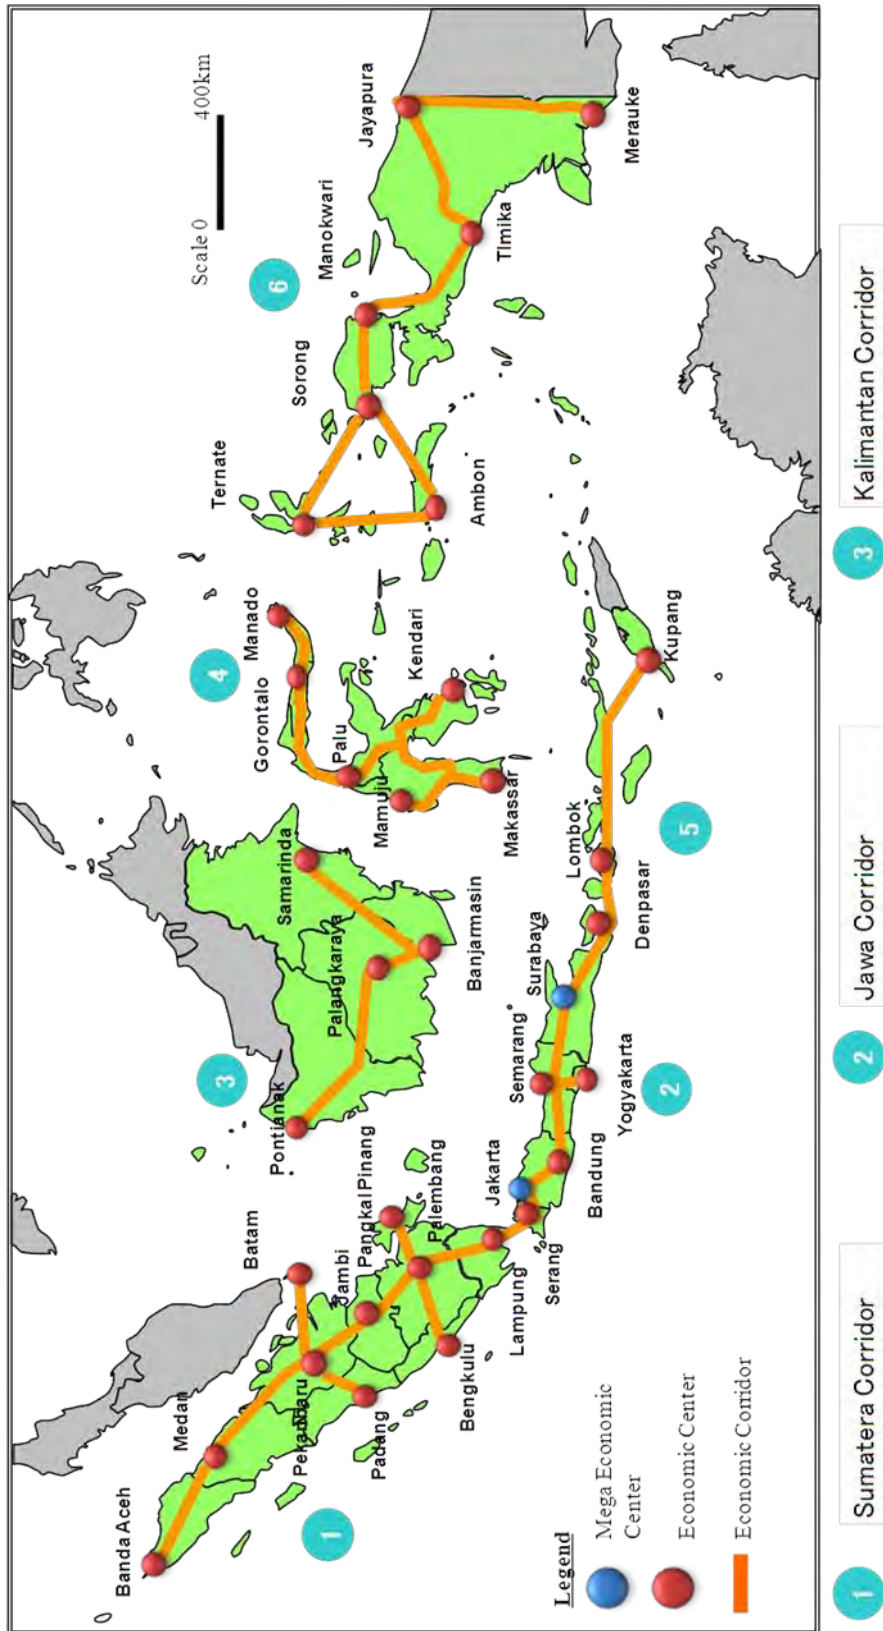 Scale 0
400km
Banda Aceh
Medan
Pekanbaru
Padang
Batam
Jambi
Pangkal Pinang
Palembang
Bengkulu
Lampung
Serang
Jakarta
Bandung
Semarang
Yogyakarta
Surabaya
Denpasar
Lombok
Kupang
Pontianak
Palangkaraya
Banjarmasin
Samarinda
Manado
Gorontalo
Palu
Mamuju
Kendari
Makassar
Ternate
Ambon
Sorong
Manokwari
Timika
Jayapura
Merauke
1
2
3
4
5
6
Legend
Mega Economic
Center
Economic Center
Economic Corridor
1 Sumatera Corridor
2 Jawa Corridor
3 Kalimantan Corridor